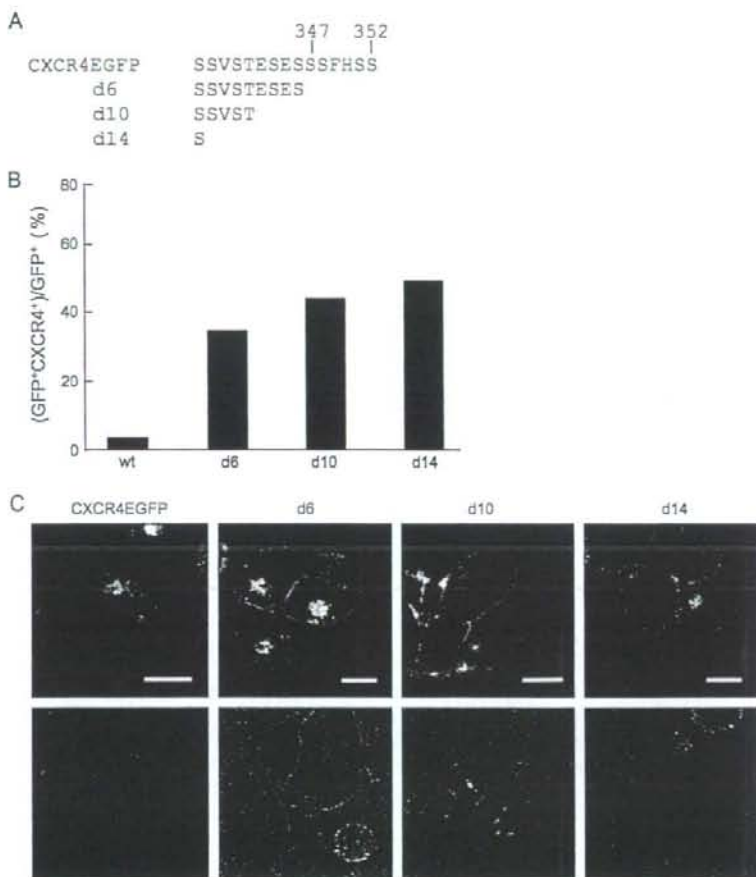 A
347 352
CXCR4EGFP SSVSTESESSSFHSS
d6 SSVSTESES
d10 SSVST
d14 S
B
(GFP⁺CXCR4⁺)/GFP⁺ (%)
80
60
40
20
0
wt d6 d10 d14
C
CXCR4EGFP d6 d10 d14